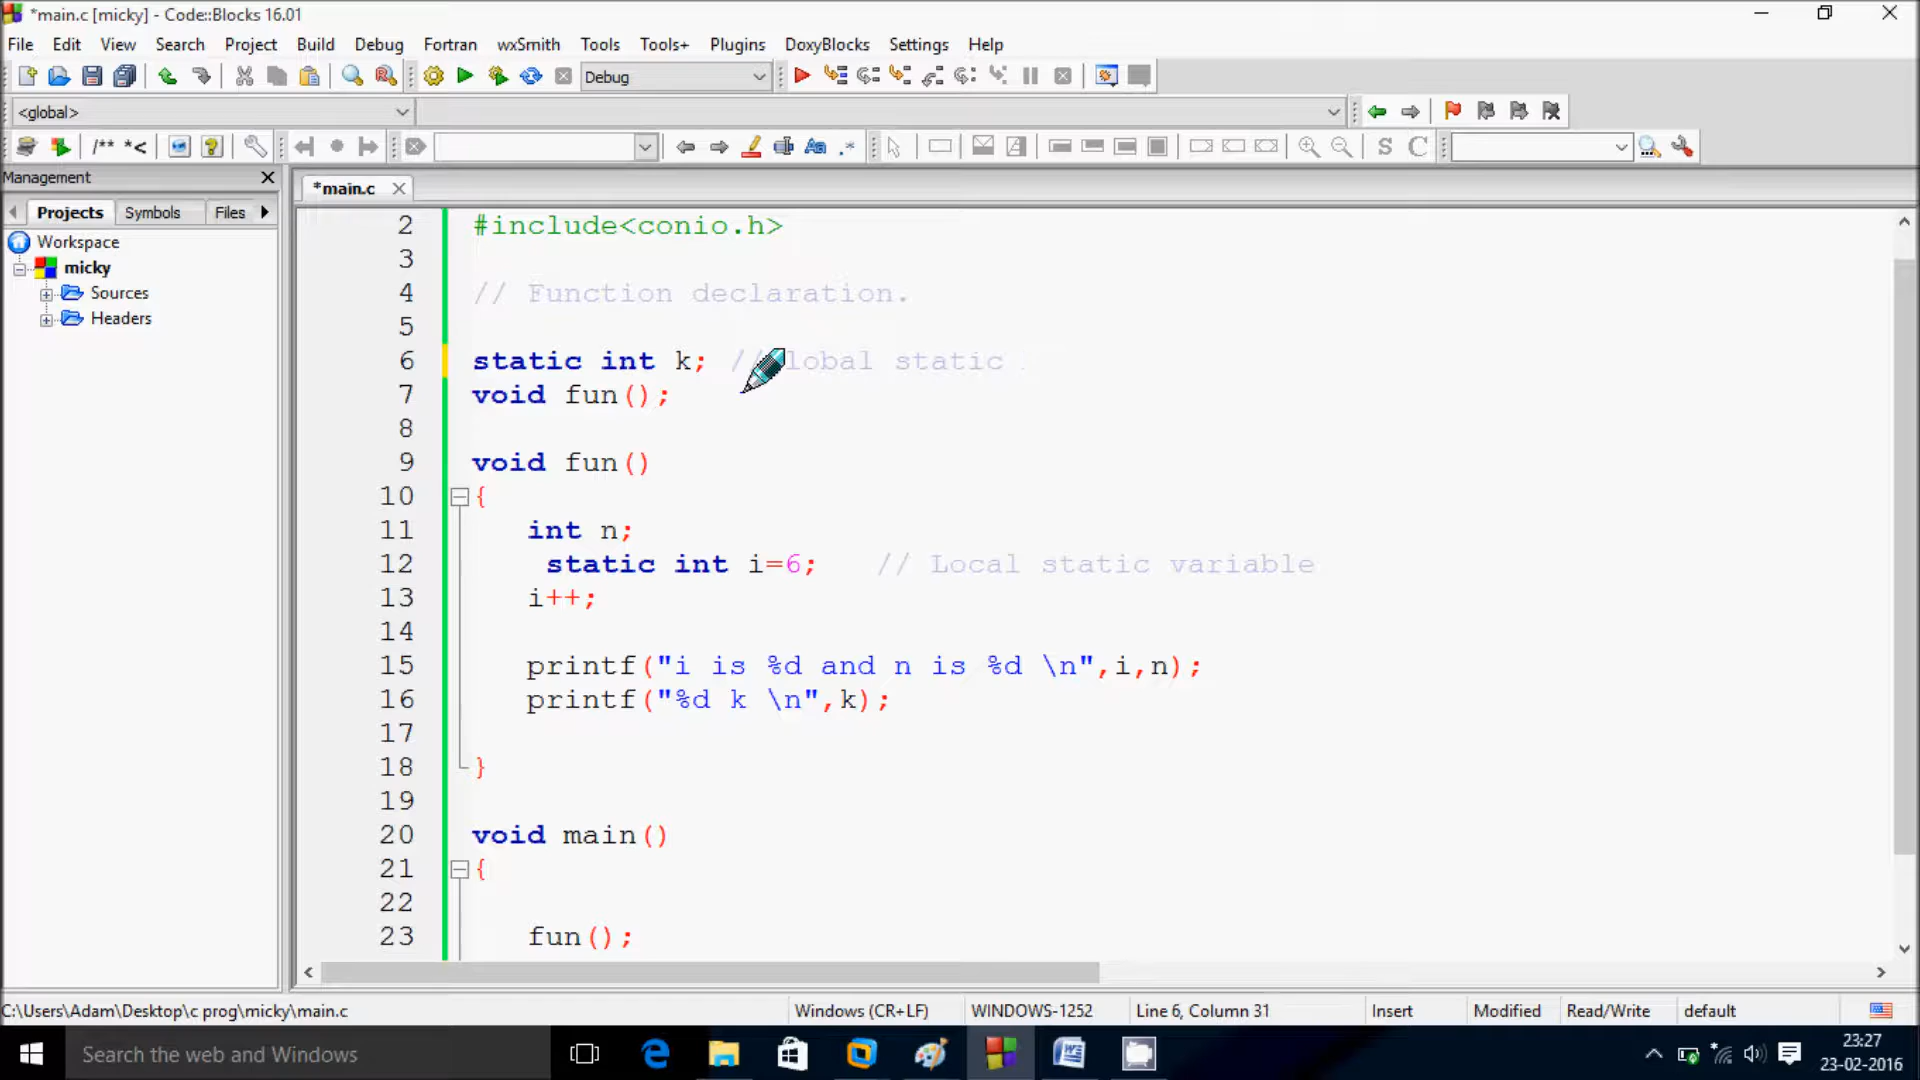 *main.c [micky] - Code::Blocks 16.01
File Edit View Search Project Build Debug Fortran wxSmith Tools Tools+ Plugins DoxyBlocks Settings Help
Debug
<global>
/** *<
Aa .*
S C
Management
*main.c
Projects Symbols Files
Workspace
micky
Sources
Headers
2 #include<conio.h>
3
4 // Function declaration.
5
6 static int k; // lobal static
7 void fun();
8
9 void fun()
10 {
11 int n;
12 static int i=6; // Local static variable
13 i++;
14
15 printf("i is %d and n is %d \n",i,n);
16 printf("%d k \n",k);
17
18 }
19
20 void main()
21 {
22
23 fun();
C:\Users\Adam\Desktop\c prog\micky\main.c Windows (CR+LF) WINDOWS-1252 Line 6, Column 31 Insert Modified Read/Write default
Search the web and Windows
23:27
23-02-2016